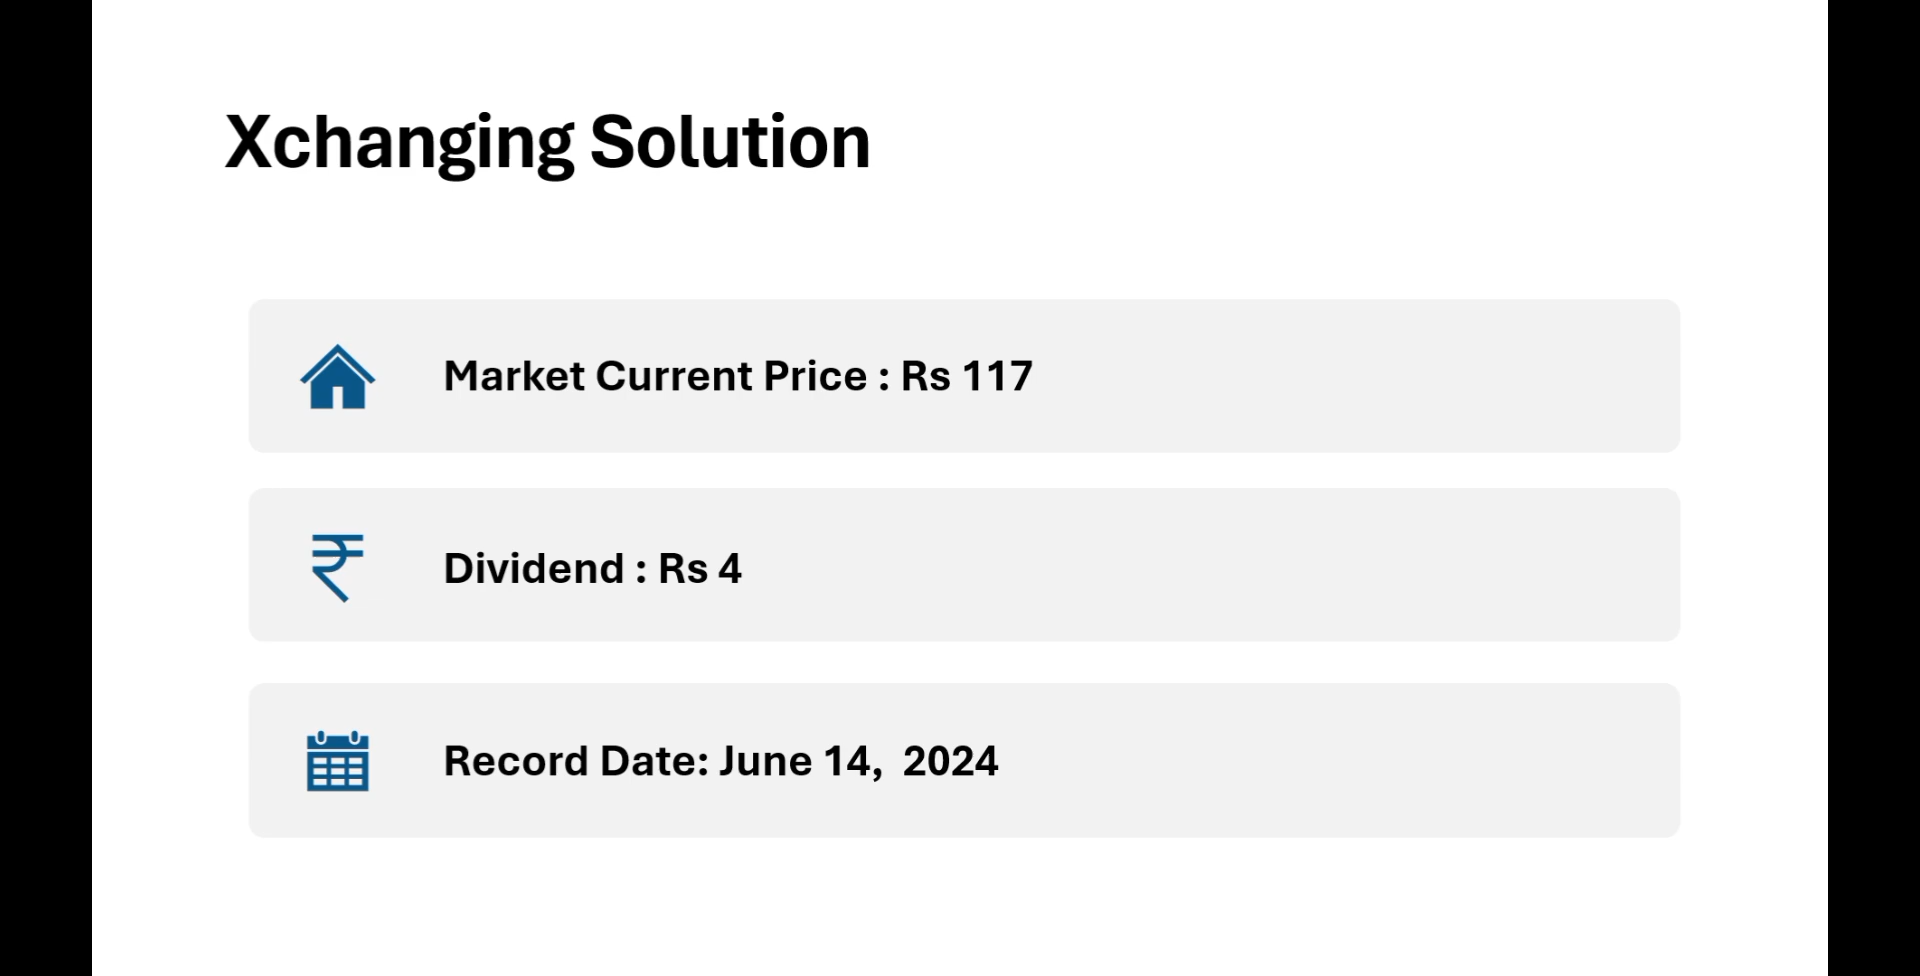 Xchanging Solution
Market Current Price : Rs 117
Dividend : Rs 4
Record Date: June 14,  2024